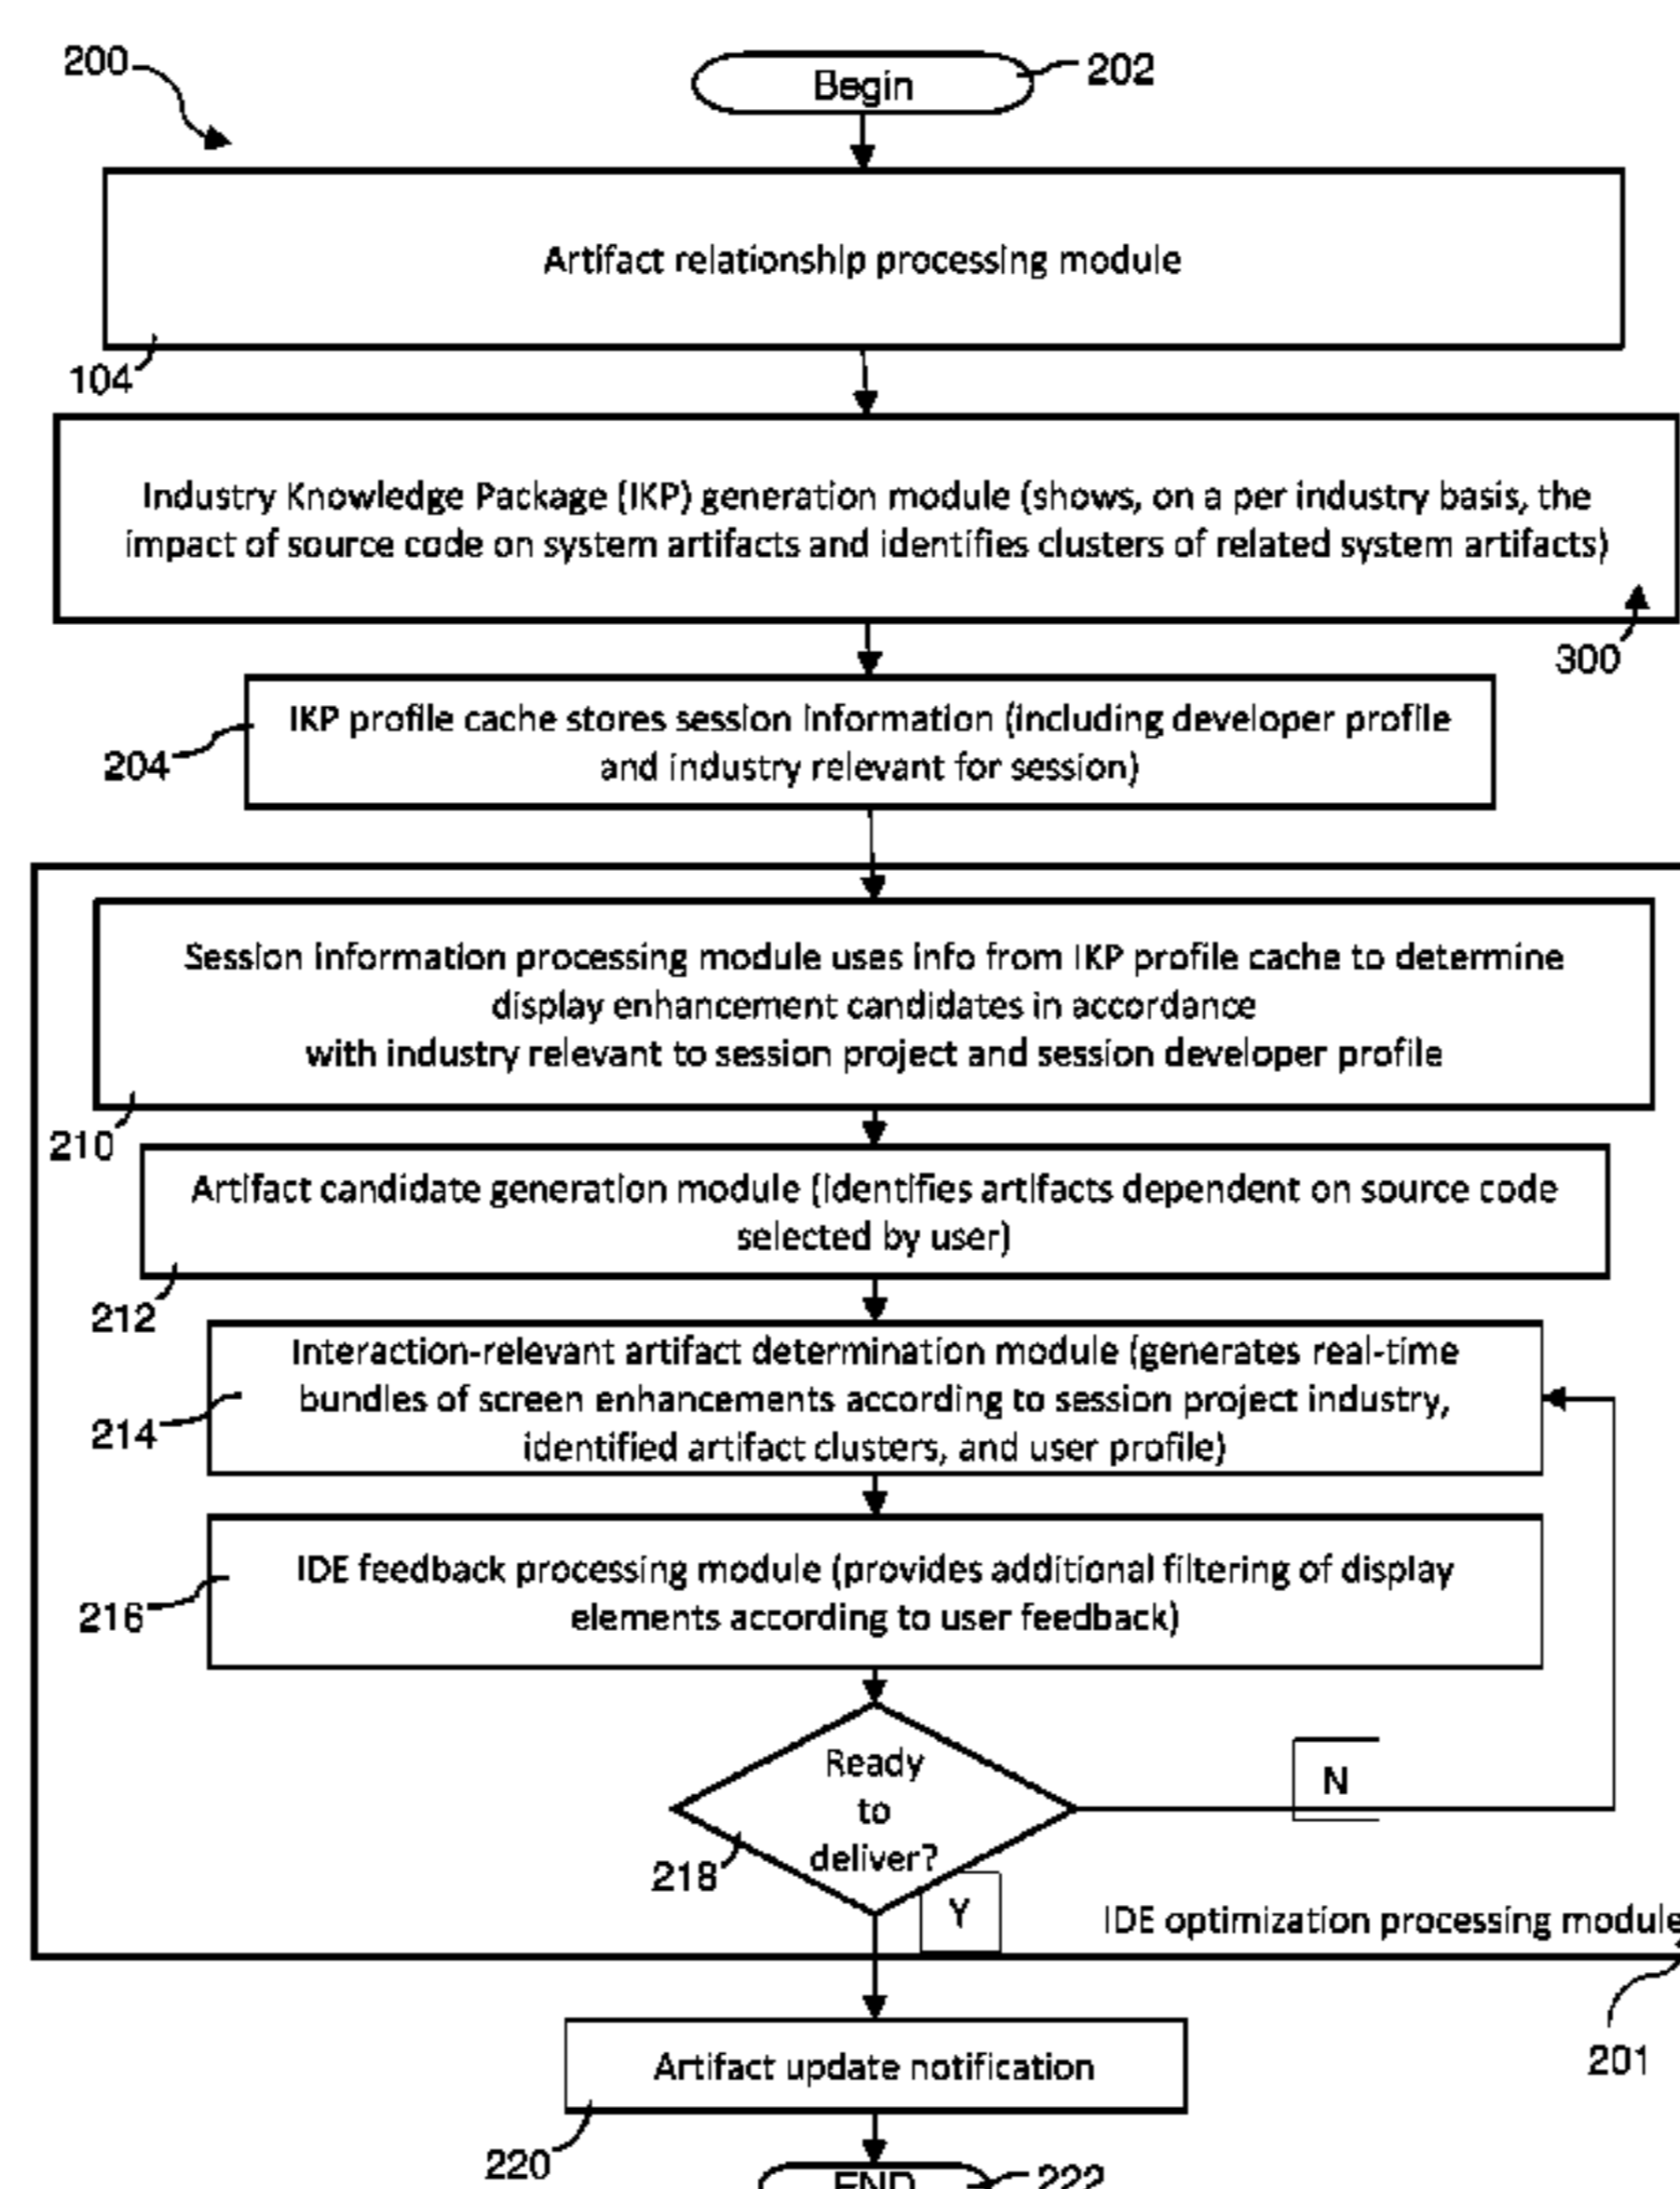 200
Begin
202
Artifact relationship processing module
104
Industry Knowledge Package (IKP) generation module (shows, on a per industry basis, the
impact of source code on system artifacts and identifies clusters of related system artifacts)
300
IKP profile cache stores session information (including developer profile
and industry relevant for session)
204
Session information processing module uses info from IKP profile cache to determine
display enhancement candidates in accordance
with industry relevant to session project and session developer profile
210
Artifact candidate generation module (identifies artifacts dependent on source code
selected by user)
212
Interaction-relevant artifact determination module (generates real-time
bundles of screen enhancements according to session project industry,
identified artifact clusters, and user profile)
214
IDE feedback processing module (provides additional filtering of display
elements according to user feedback)
216
Ready
to
deliver?
N
218
Y
IDE optimization processing module
201
Artifact update notification
220
END
222